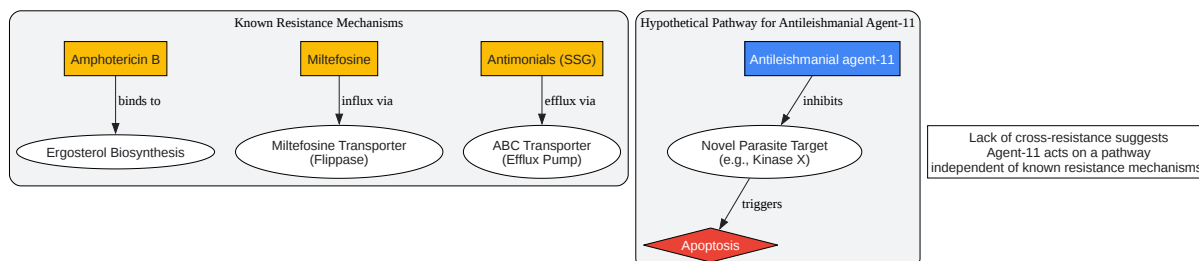 Known Resistance Mechanisms
Amphotericin B
Miltefosine
Antimonials (SSG)
binds to
influx via
efflux via
Ergosterol Biosynthesis
Miltefosine Transporter
(Flippase)
ABC Transporter
(Efflux Pump)
Hypothetical Pathway for Antileishmanial Agent-11
Antileishmanial agent-11
inhibits
Novel Parasite Target
(e.g., Kinase X)
triggers
Apoptosis
Lack of cross-resistance suggests
Agent-11 acts on a pathway
independent of known resistance mechanisms